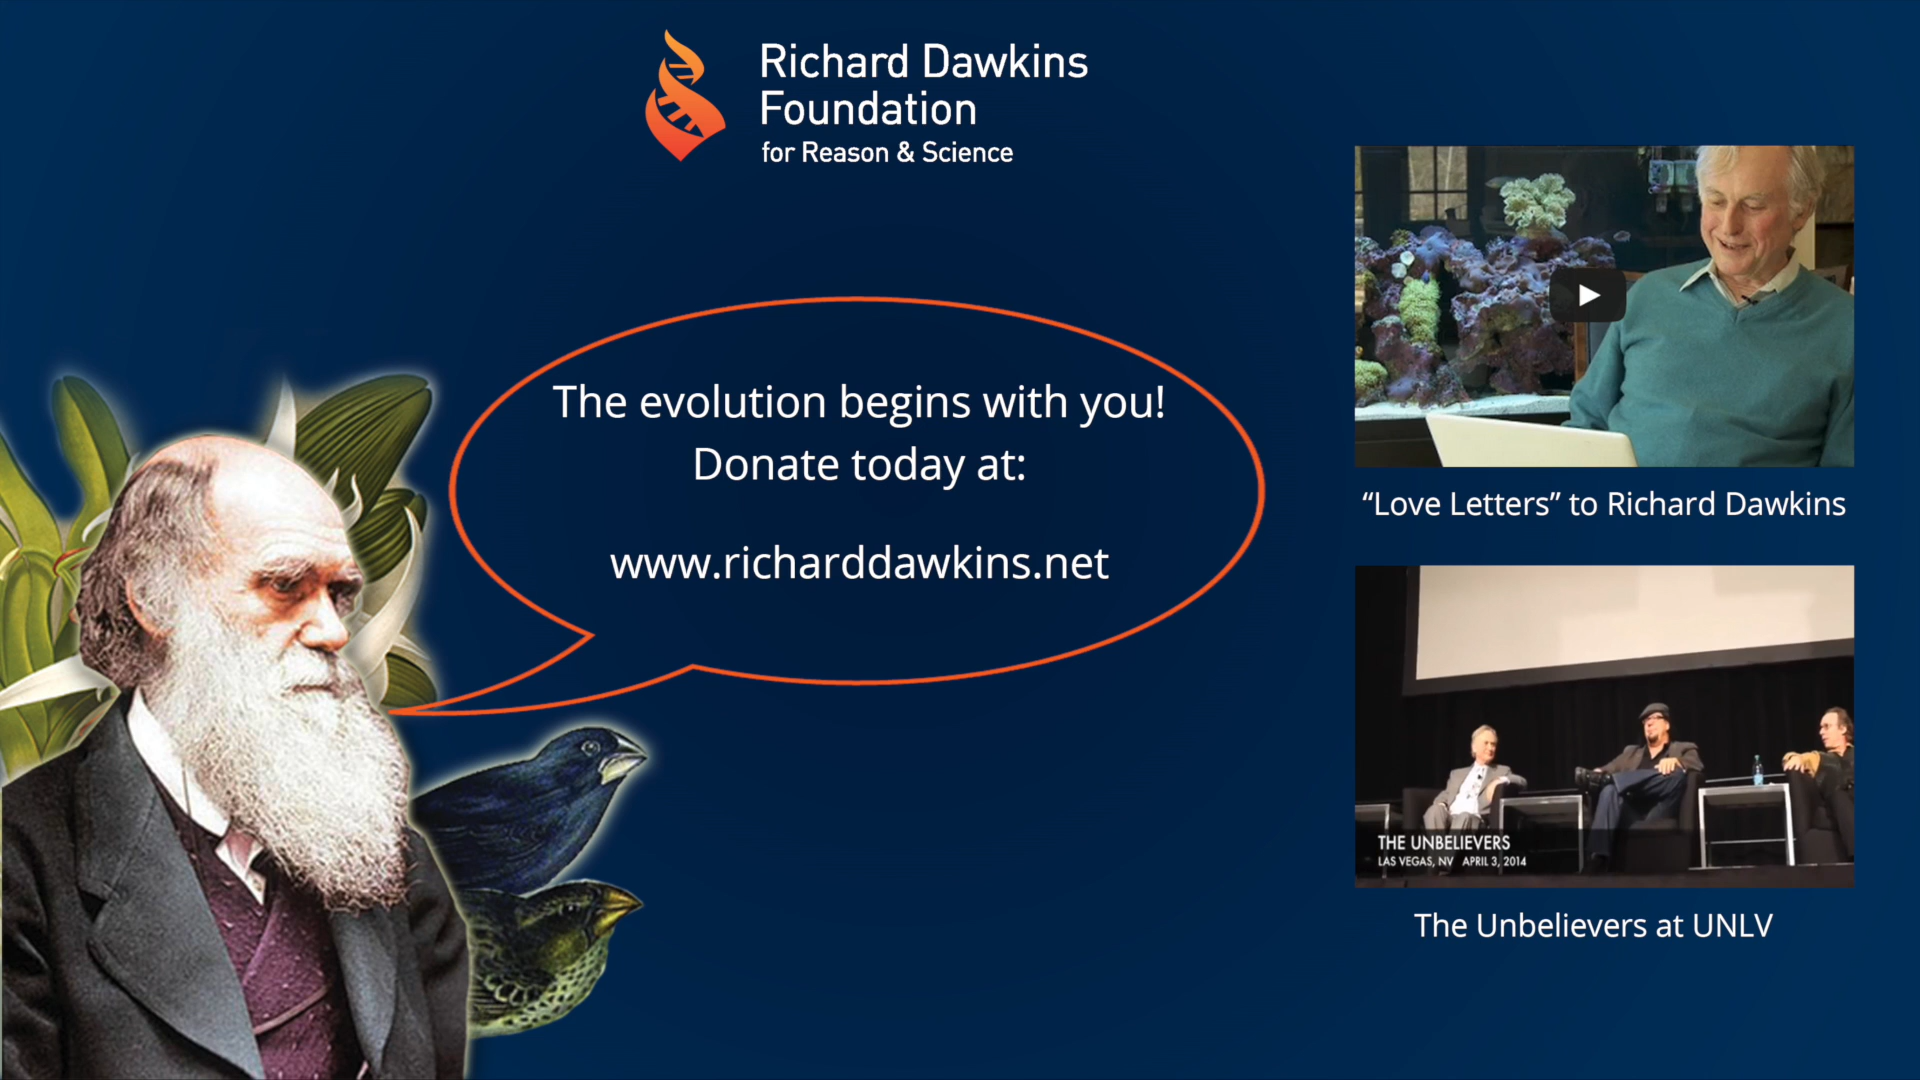 Richard Dawkins
Foundation
for Reason & Science
The evolution begins with you!
Donate today at:
www.richarddawkins.net
“Love Letters” to Richard Dawkins
THE UNBELIEVERS
LAS VEGAS, NV APRIL 3, 2014
The Unbelievers at UNLV